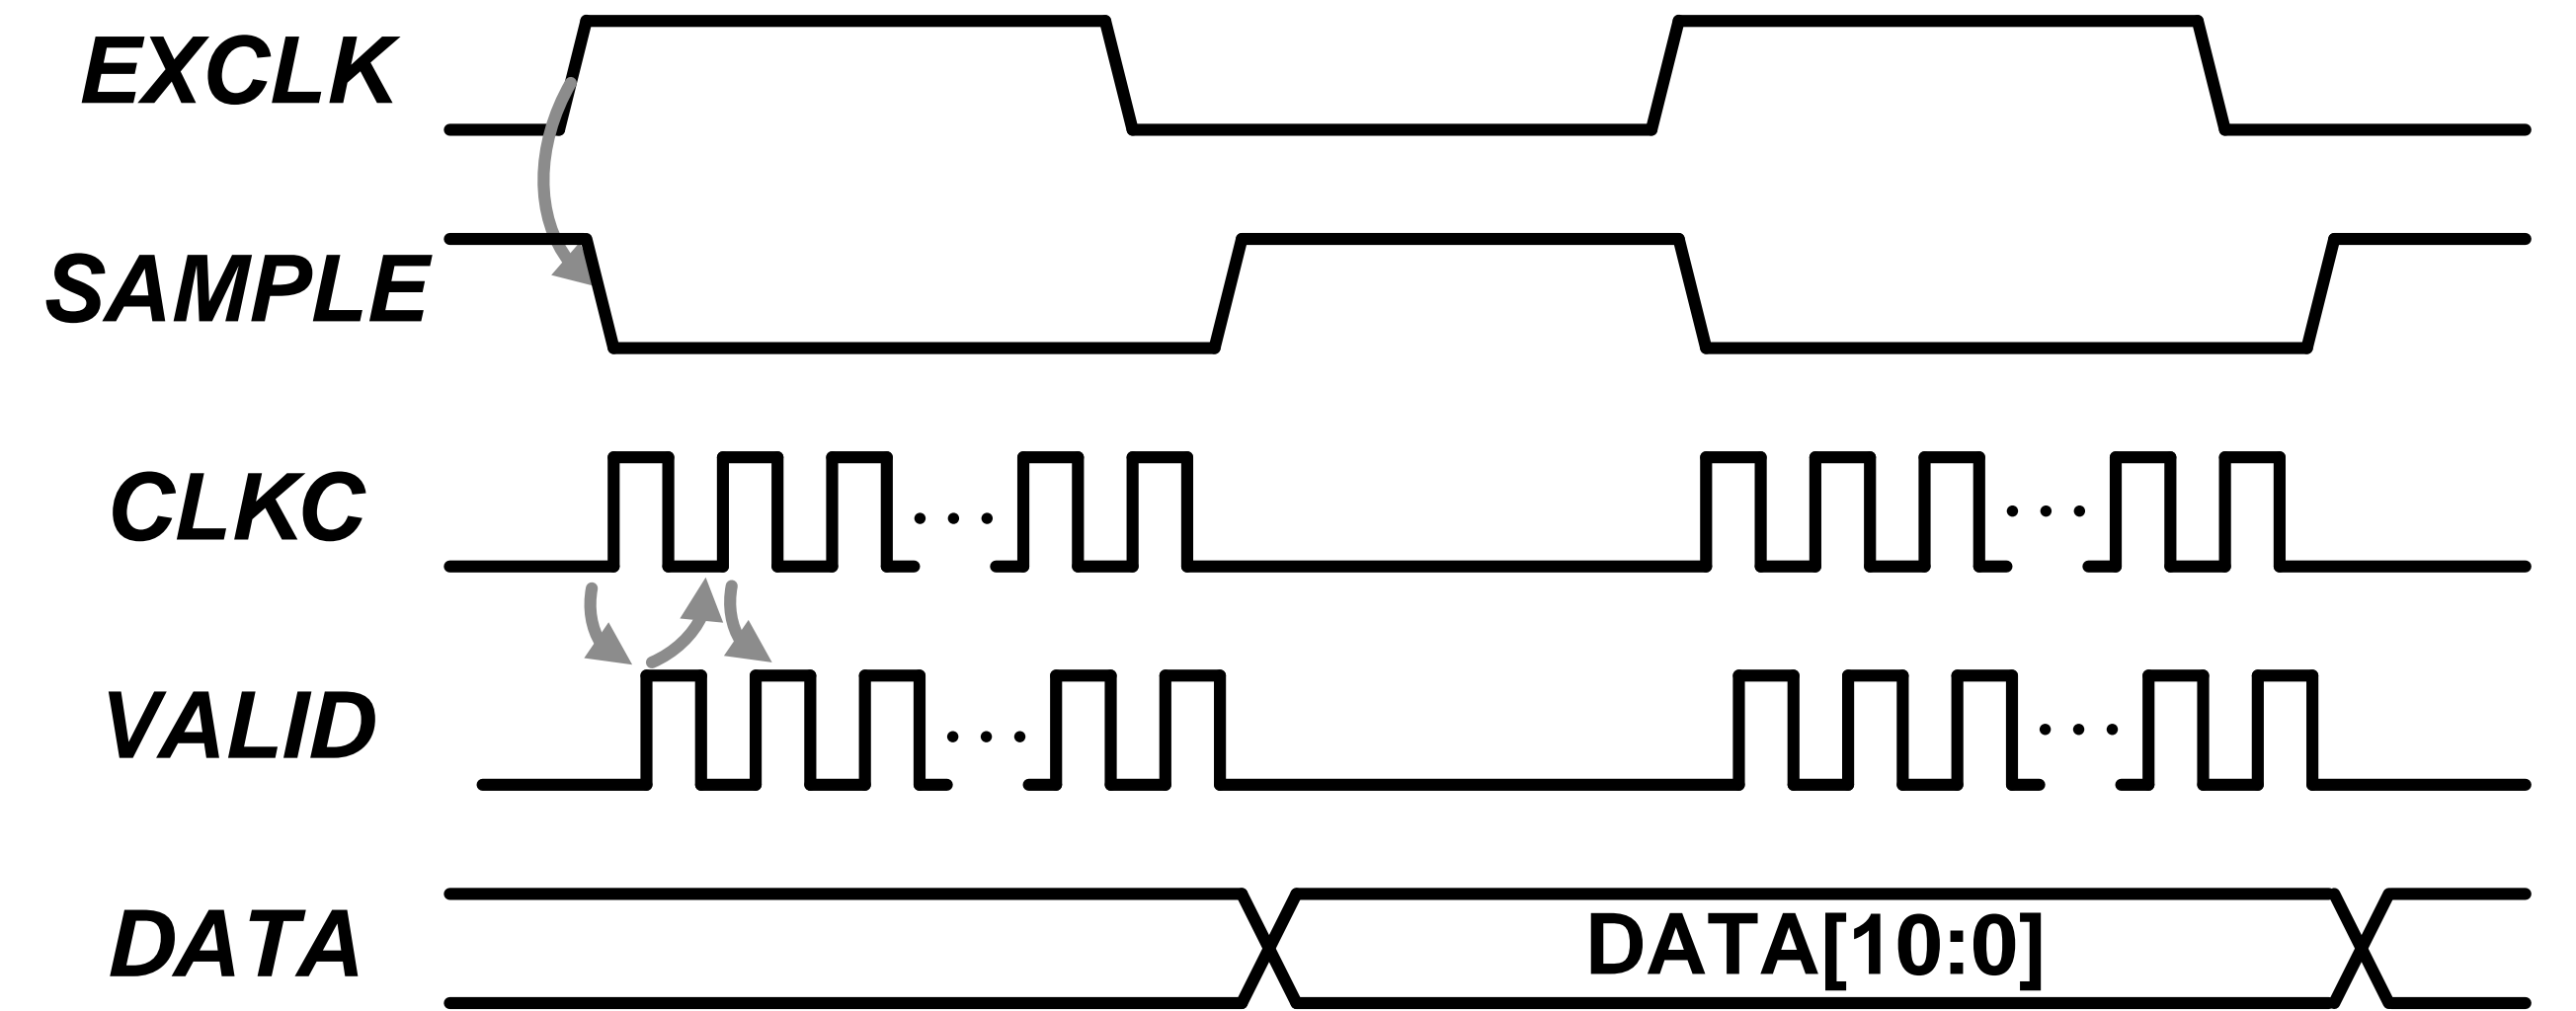 EXCLK
SAMPLE
CLKC
VALID
DATA
DATA[10:0]